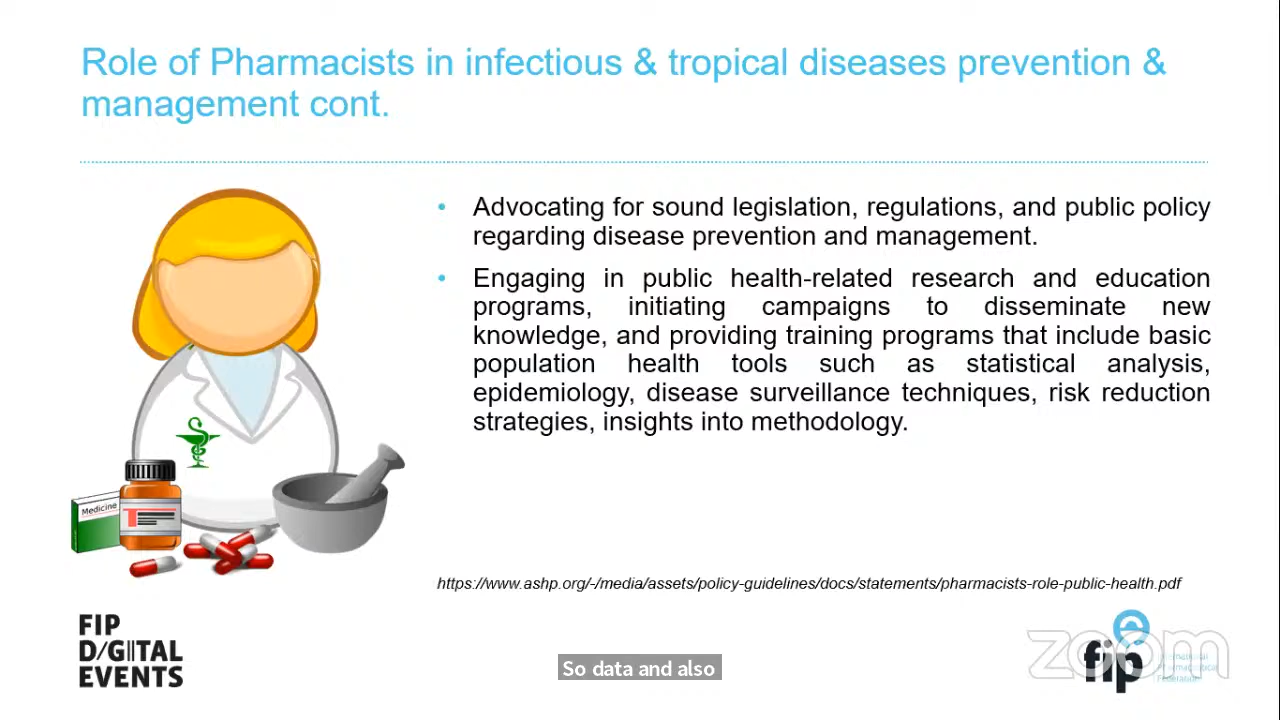 Role of Pharmacists in infectious & tropical diseases prevention &
management cont.
• Advocating for sound legislation, regulations, and public policy
regarding disease prevention and management.
• Engaging in public health-related research and education
programs, initiating campaigns to disseminate new
knowledge, and providing training programs that include basic
population health tools such as statistical analysis,
epidemiology, disease surveillance techniques, risk reduction
strategies, insights into methodology.
Medicine
https://www.ashp.org/-/media/assets/policy-guidelines/docs/statements/pharmacists-role-public-health.pdf
FIP
D/GITAL
EVENTS
So data and also
zoom
fip
International
Pharmaceutical
Federation